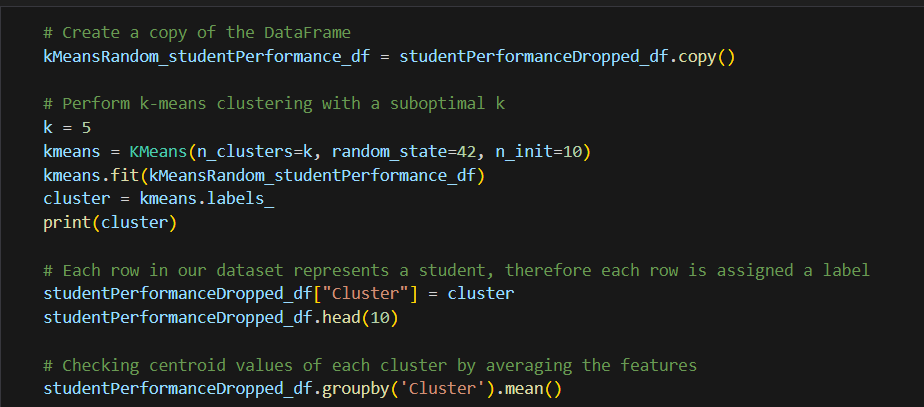 # Create a copy of the DataFrame
kMeansRandom_studentPerformance_df = studentPerformanceDropped_df.copy()
# Perform k-means clustering with a suboptimal k
k = 5
kmeans = KMeans(n_clusters=k, random_state=42, n_init=10)
kmeans.fit(kMeansRandom_studentPerformance_df)
cluster = kmeans.labels_
print(cluster)
# Each row in our dataset represents a student, therefore each row is assigned a label
studentPerformanceDropped_df["Cluster"] = cluster
studentPerformanceDropped_df.head(10)
# Checking centroid values of each cluster by averaging the features
studentPerformanceDropped_df.groupby('Cluster').mean()